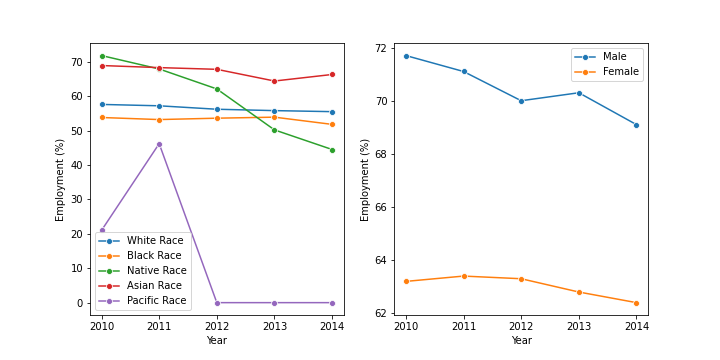 70
60
50
40
30
20
10
0
Employment (%)
White Race
Black Race
Native Race
Asian Race
Pacific Race
2010 2011 2012 2013 2014
Year
72
70
68
66
64
62
Employment (%)
Male
Female
2010 2011 2012 2013 2014
Year